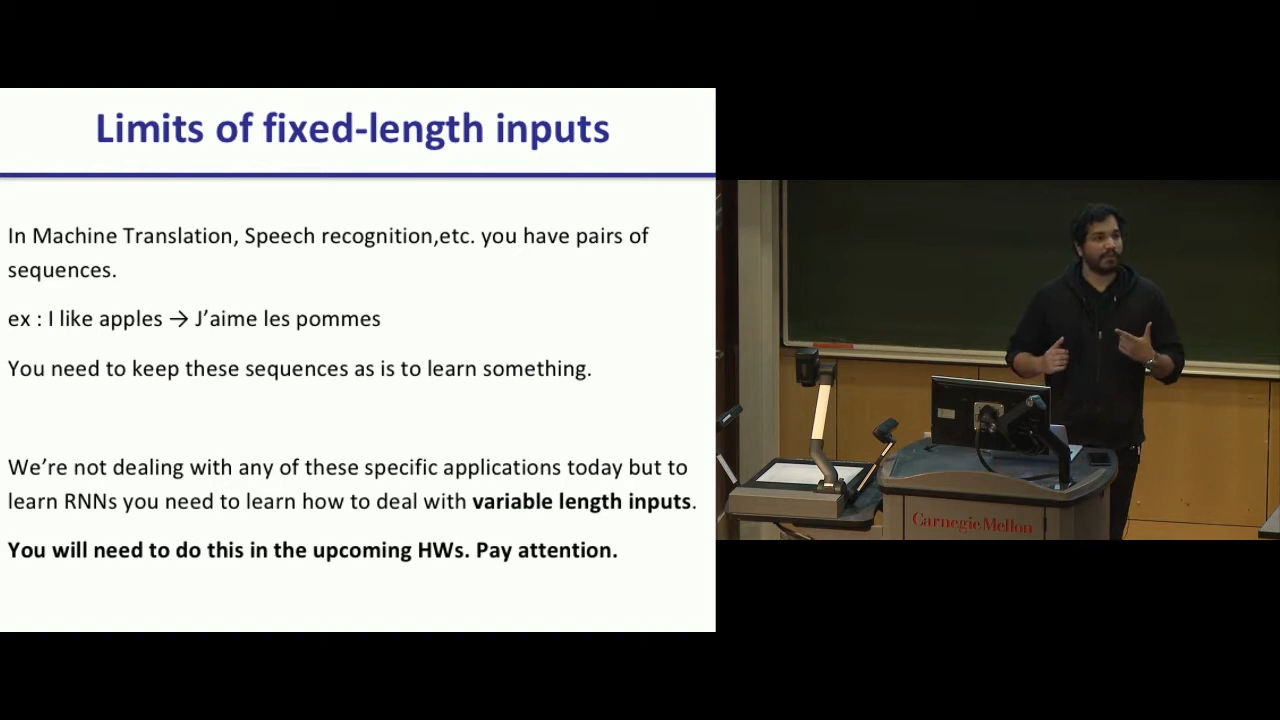 Limits of fixed-length inputs
In Machine Translation, Speech recognition,etc. you have pairs of
sequences.
ex : I like apples → J’aime les pommes
You need to keep these sequences as is to learn something.
We’re not dealing with any of these specific applications today but to
learn RNNs you need to learn how to deal with variable length inputs.
You will need to do this in the upcoming HWs. Pay attention.
Carnegie Mellon